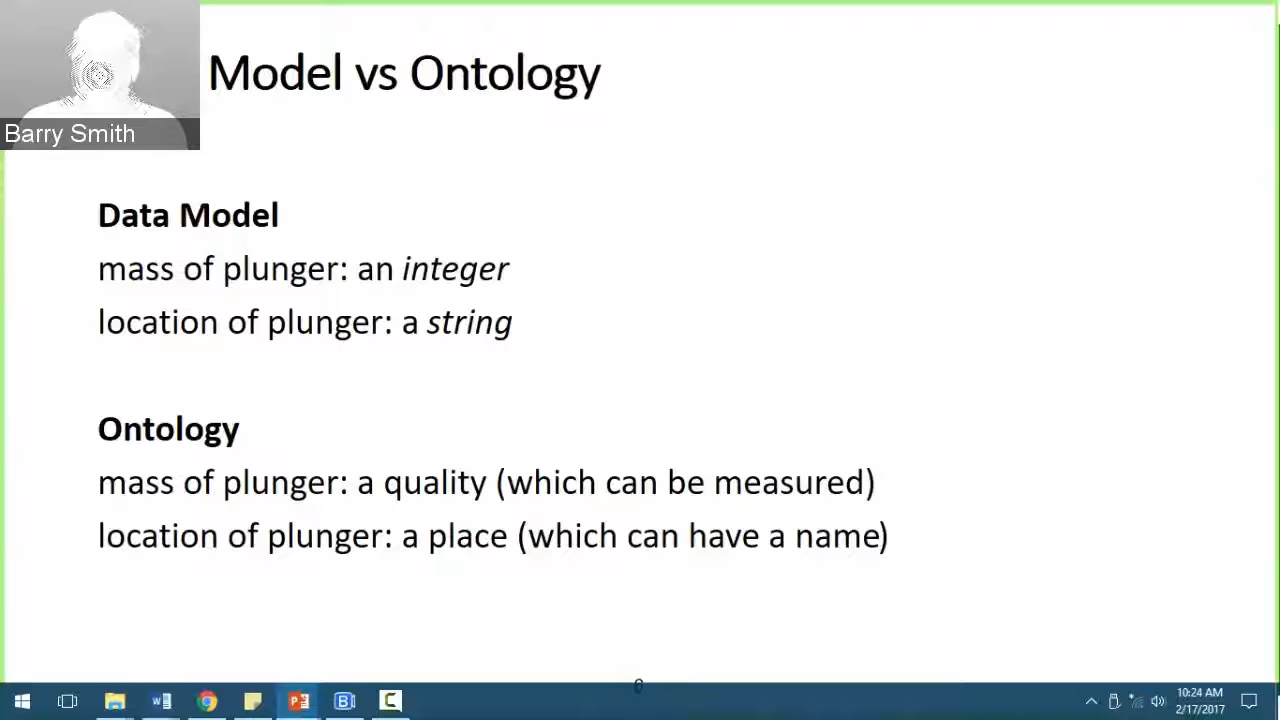 Model vs Ontology
Barry Smith
Data Model
mass of plunger: an integer
location of plunger: a string
Ontology
mass of plunger: a quality (which can be measured)
location of plunger: a place (which can have a name)
10:24 AM
2/17/2017